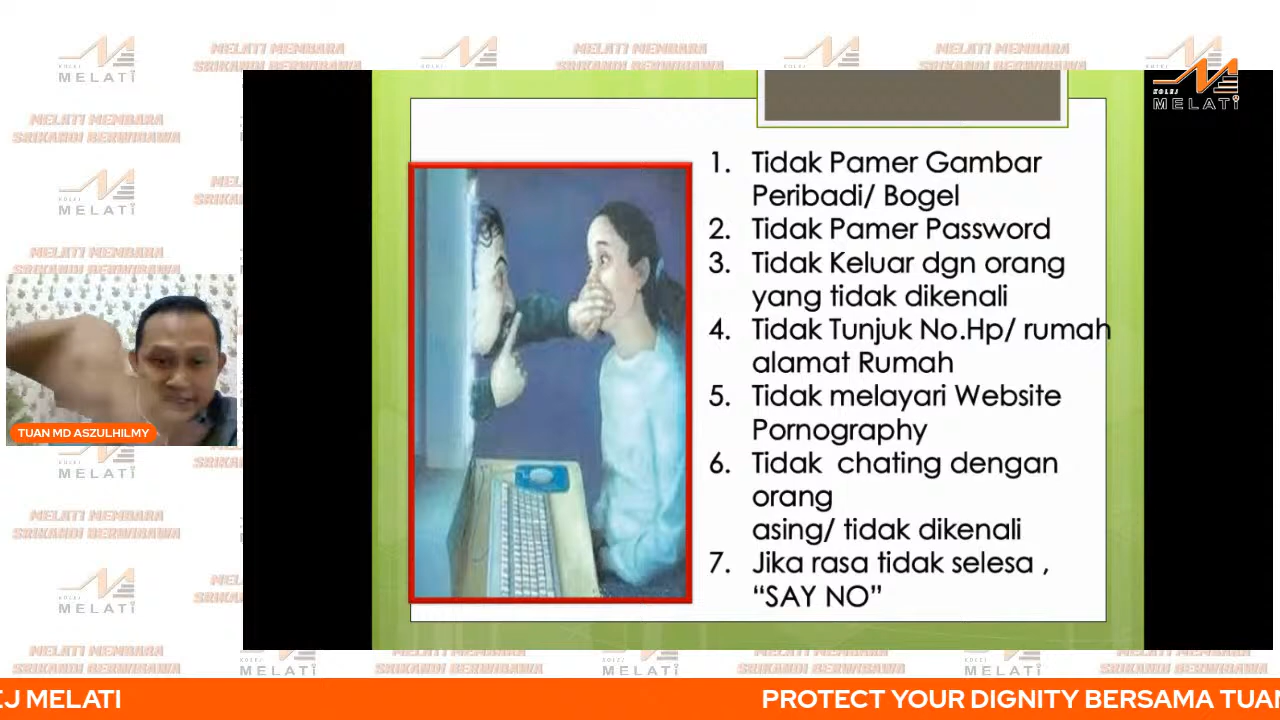 KOLEJ
MELATI
MELATI MEMBARA
SRIKANDI BERWIBAWA
1. Tidak Pamer Gambar
Peribadi/ Bogel
2. Tidak Pamer Password
3. Tidak Keluar dgn orang
yang tidak dikenali
4. Tidak Tunjuk No.Hp/ rumah
alamat Rumah
5. Tidak melayari Website
Pornography
6. Tidak chating dengan
orang
asing/ tidak dikenali
7. Jika rasa tidak selesa ,
“SAY NO”
TUAN MD ASZULHILMY
EJ MELATI
PROTECT YOUR DIGNITY BERSAMA TUAN